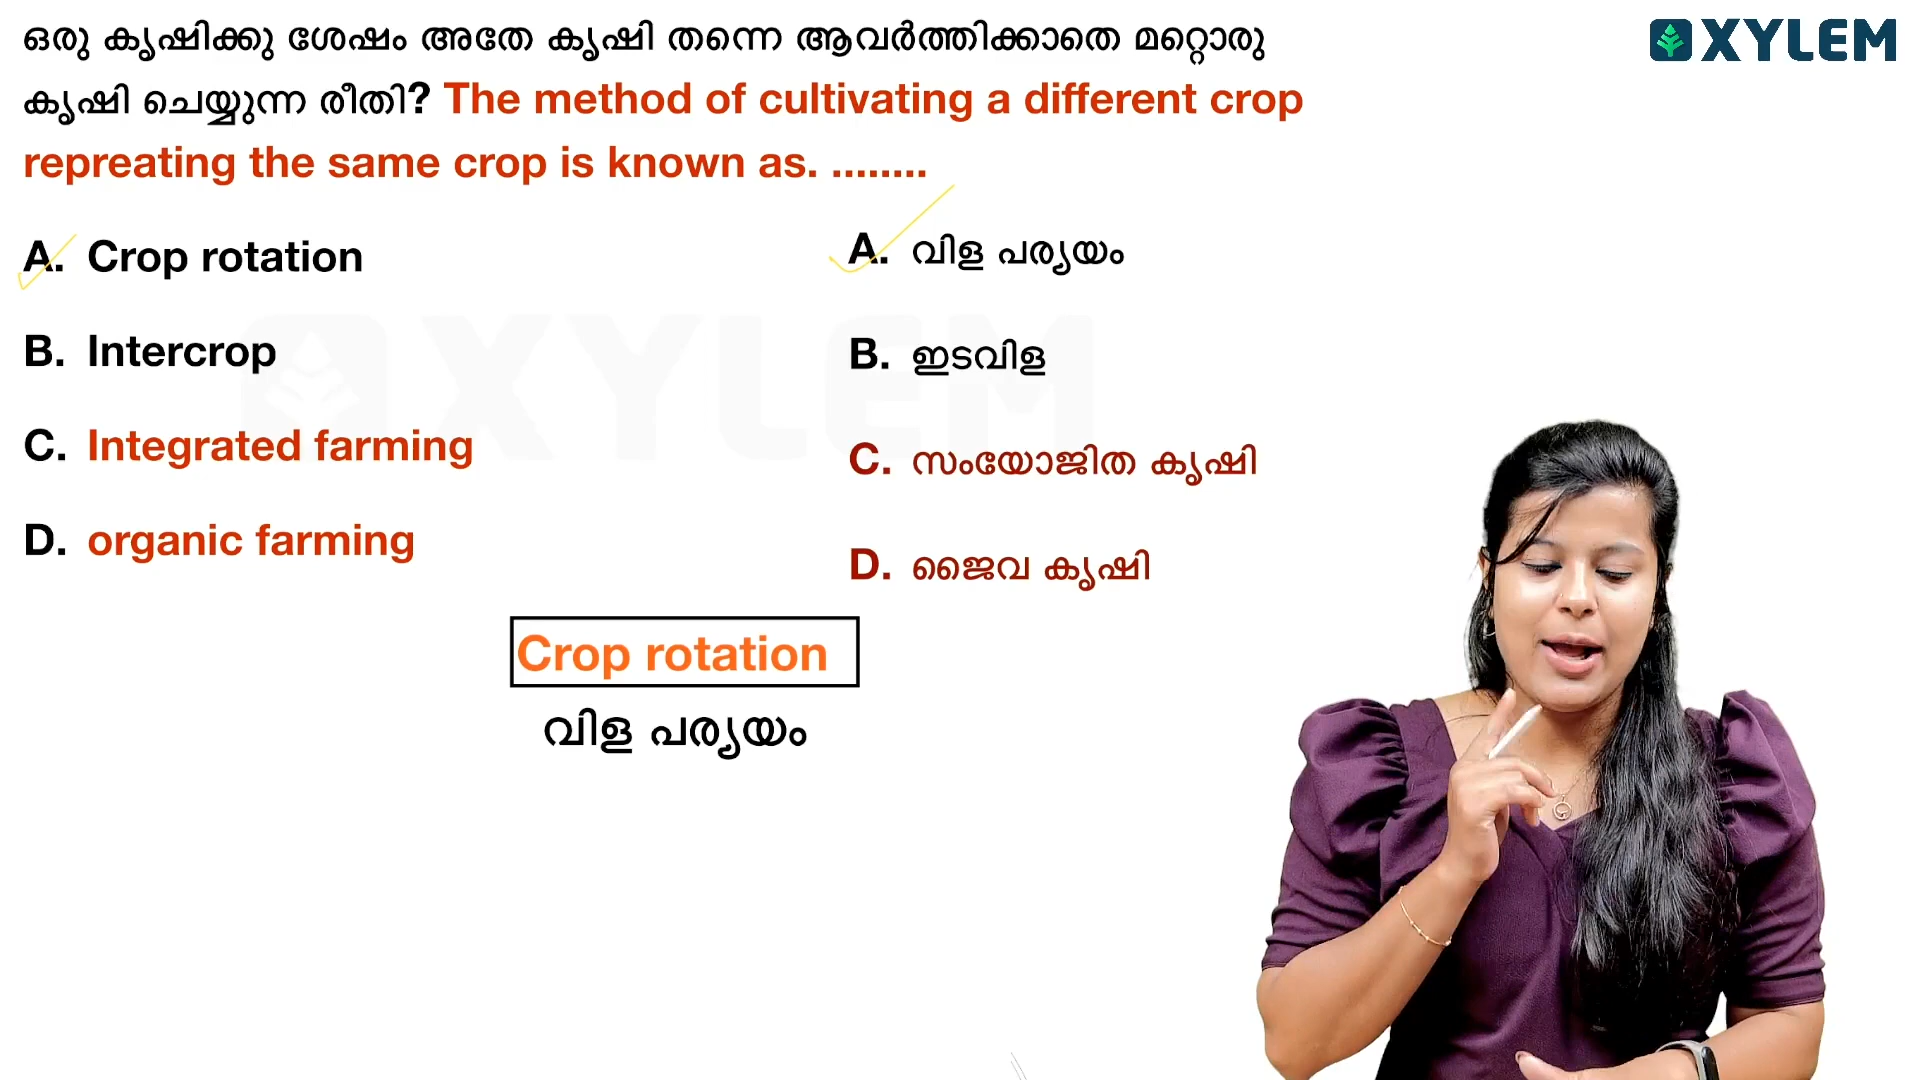 ഒരു കൃഷിക്കു ശേഷം അതേ കൃഷി തന്നെ ആവർത്തിക്കാതെ മറ്റൊരു
കൃഷി ചെയ്യുന്ന രീതി? The method of cultivating a different crop
repreating the same crop is known as. ........
XYLEM
A. Crop rotation
B. Intercrop
C. Integrated farming
D. organic farming
A. വിള പര്യയം
B. ഇടവിള
C. സംയോജിത കൃഷി
D. ജൈവ കൃഷി
XYLEM
Crop rotation
വിള പര്യയം